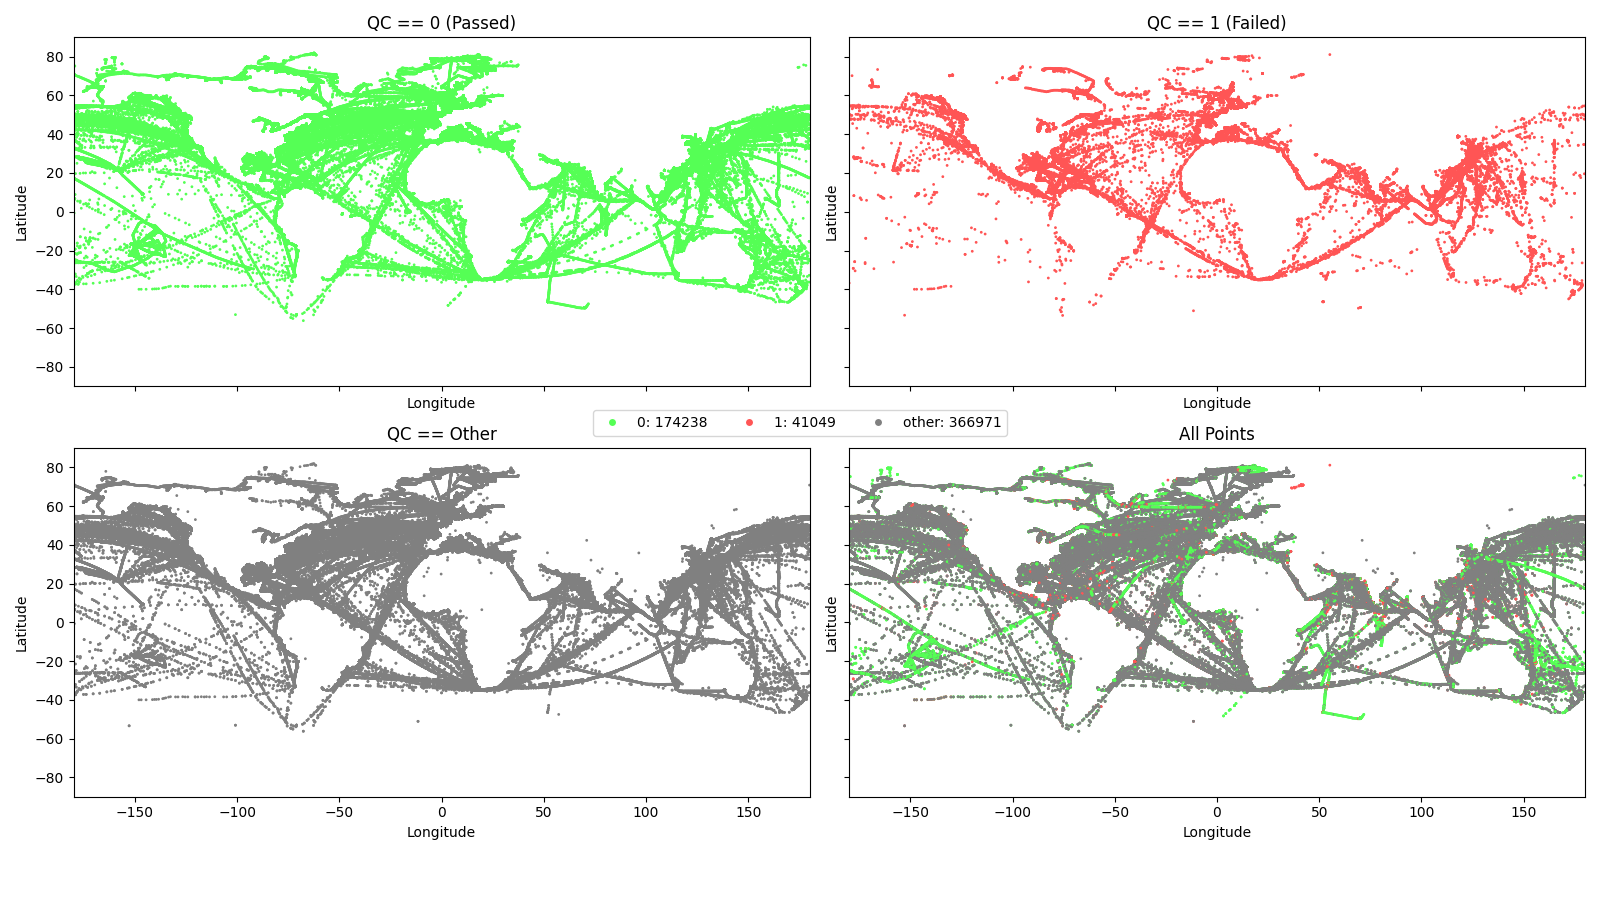 QC == 0 (Passed)
QC == 1 (Failed)
Latitude
80
60
40
20
0
−20
−40
−60
−80
Longitude
Latitude
Longitude
0: 174238
1: 41049
other: 366971
QC == Other
All Points
Latitude
80
60
40
20
0
−20
−40
−60
−80
−150
−100
−50
0
50
100
150
Longitude
Latitude
−150
−100
−50
0
50
100
150
Longitude